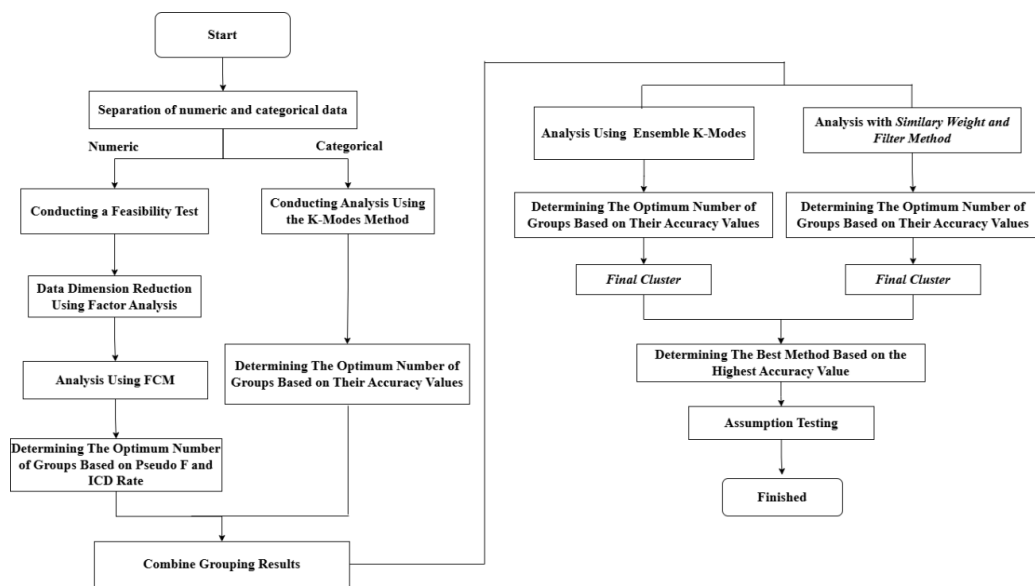 Start
Separation of numeric and categorical data
Numeric
Categorical
Conducting a Feasibility Test
Conducting Analysis Using
the K-Modes Method
Data Dimension Reduction
Using Factor Analysis
Analysis Using FCM
Determining The Optimum Number of
Groups Based on Their Accuracy Values
Determining The Optimum Number
of Groups Based on Pseudo F and
ICD Rate
Combine Grouping Results
Analysis Using Ensemble K-Modes
Analysis with Similary Weight and
Filter Method
Determining The Optimum Number of
Groups Based on Their Accuracy Values
Determining The Optimum Number of
Groups Based on Their Accuracy Values
Final Cluster
Final Cluster
Determining The Best Method Based on the
Highest Accuracy Value
Assumption Testing
Finished